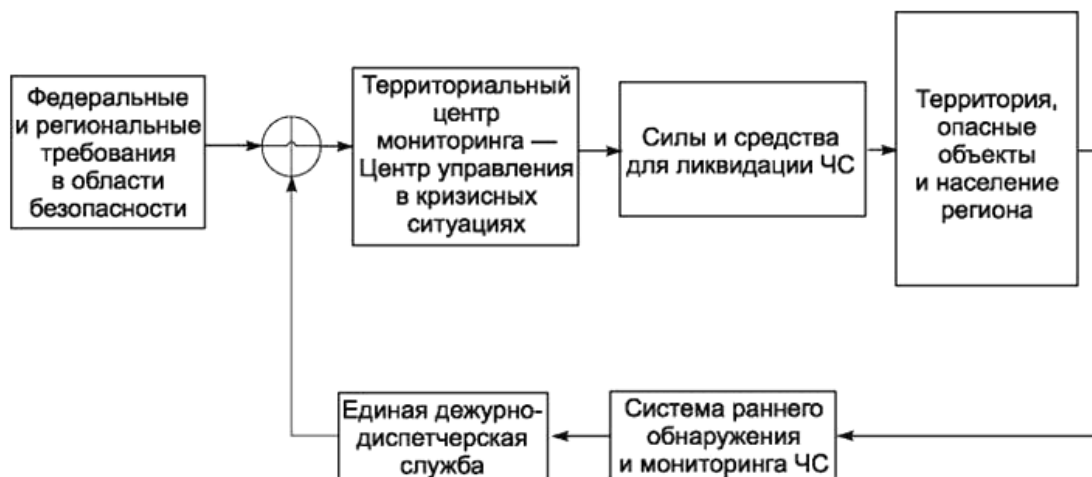 Федеральные
и региональные
требования
в области
безопасности
Территориальный
центр
мониторинга —
Центр управления
в кризисных
ситуациях
Силы и средства
для ликвидации ЧС
Территория,
опасные
объекты
и население
региона
Единая дежурно-
диспетчерская
служба
Система раннего
обнаружения
и мониторинга ЧС